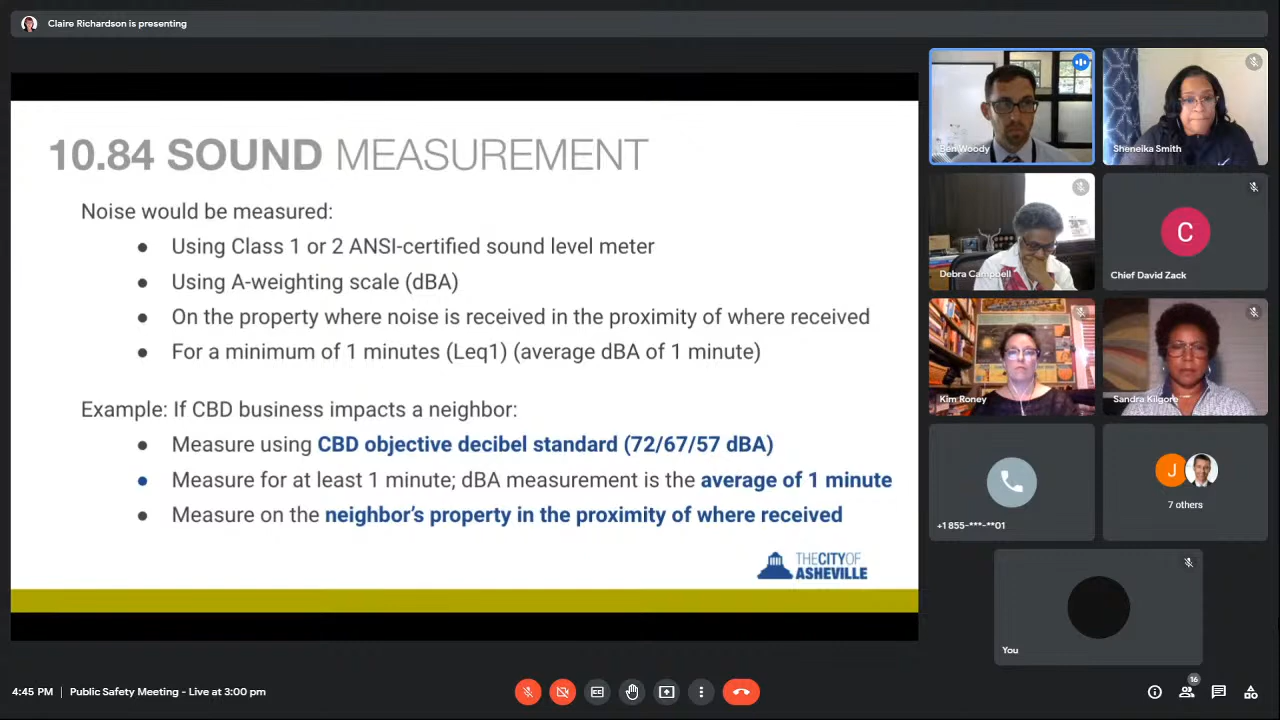 Claire Richardson is presenting
10.84 SOUND MEASUREMENT
Noise would be measured:
● Using Class 1 or 2 ANSI-certified sound level meter
● Using A-weighting scale (dBA)
● On the property where noise is received in the proximity of where received
● For a minimum of 1 minutes (Leq1) (average dBA of 1 minute)
Example: If CBD business impacts a neighbor:
● Measure using CBD objective decibel standard (72/67/57 dBA)
● Measure for at least 1 minute; dBA measurement is the average of 1 minute
● Measure on the neighbor's property in the proximity of where received
THE CITY OF
ASHEVILLE
Ben Woody
Sheneika Smith
Debra Campbell
C
Chief David Zack
Kim Roney
Sandra Kilgore
+1 855-***-**01
J
7 others
You
4:45 PM | Public Safety Meeting - Live at 3:00 pm
CC
16